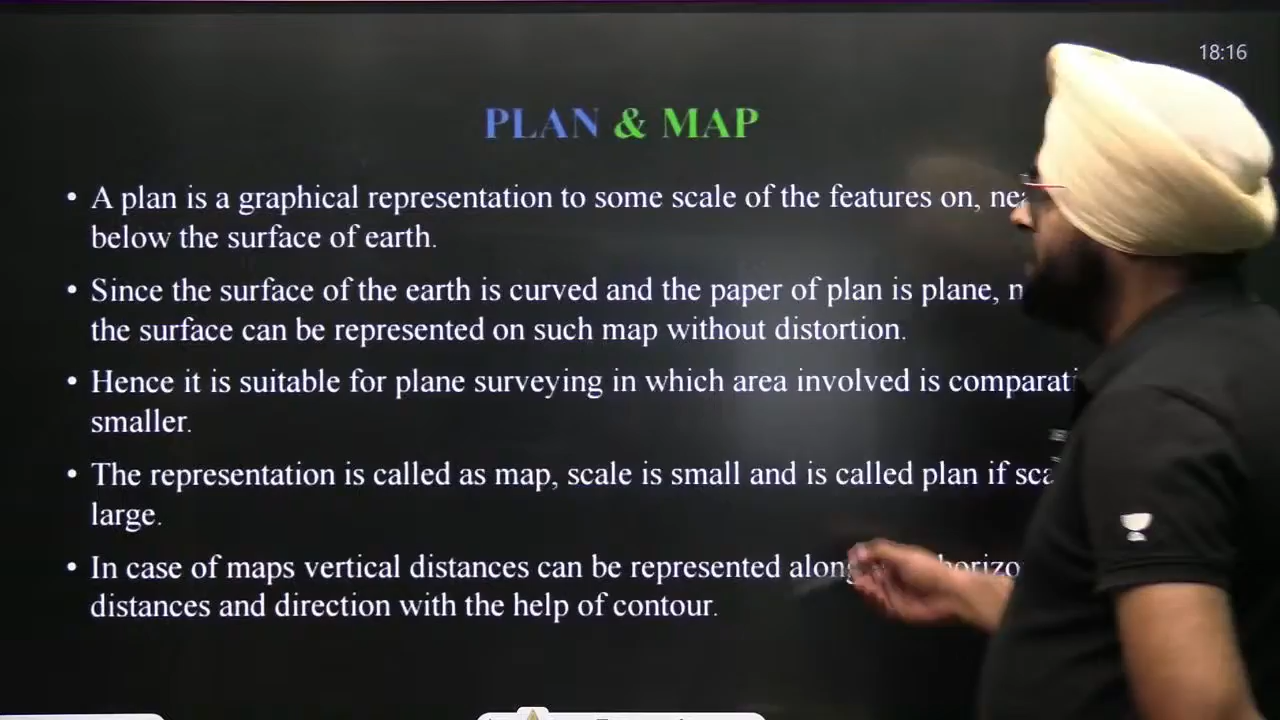 18:16
PLAN & MAP
• A plan is a graphical representation to some scale of the features on,
below the surface of earth.
• Since the surface of the earth is curved and the paper of plan is plane,
the surface can be represented on such map without distortion.
• Hence it is suitable for plane surveying in which area involved is
smaller.
• The representation is called as map, scale is small and is called plan if
large.
• In case of maps vertical distances can be represented
distances and direction with the help of contour.